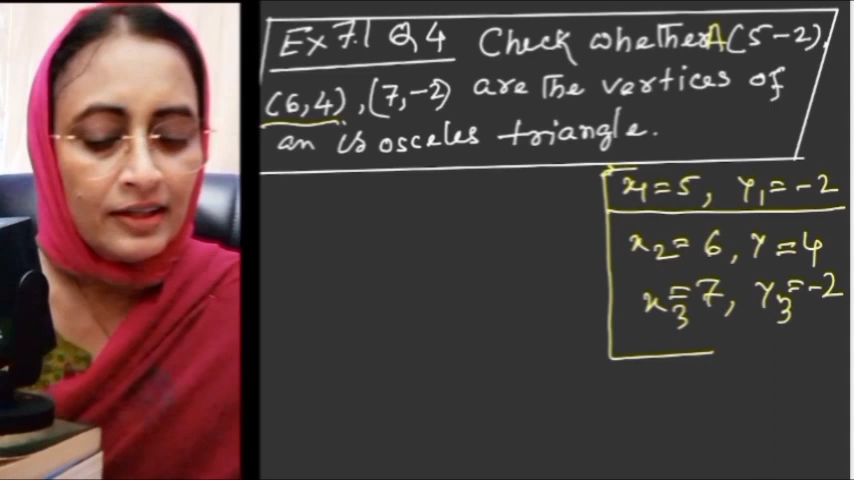 Ex 7.1 Q 4 Check whether A(5-2),
(6,4), (7,-2) are the vertices of
an isosceles triangle.
x1=5, y1=-2
x2=6, y=4
x3=7, y3=-2